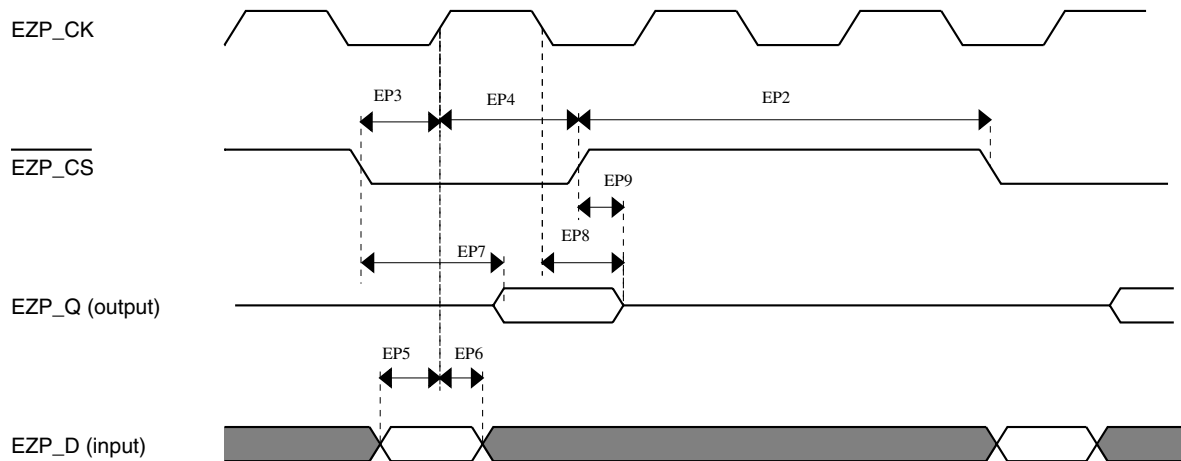 EZP_CK
EP3
EP4
EP2
EZP_CS
EP9
EP8
EP7
EZP_Q (output)
EP5
EP6
EZP_D (input)